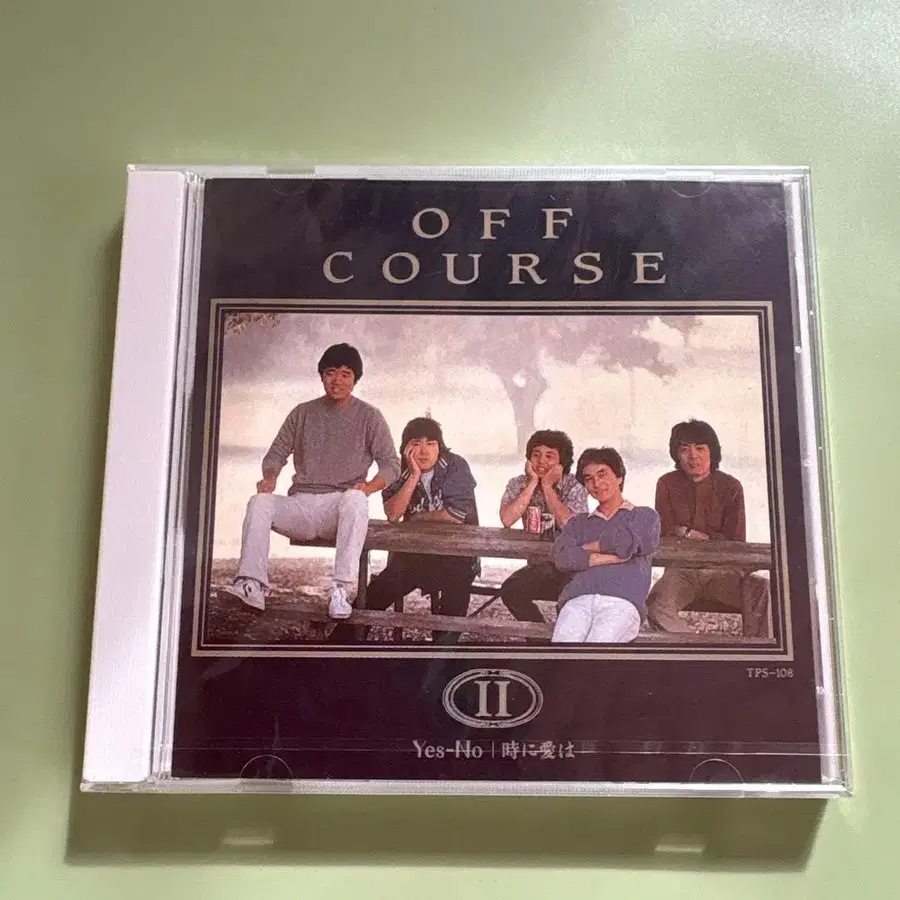 OFF
COURSE
TPS-108
II
Yes-No | 時に愛は